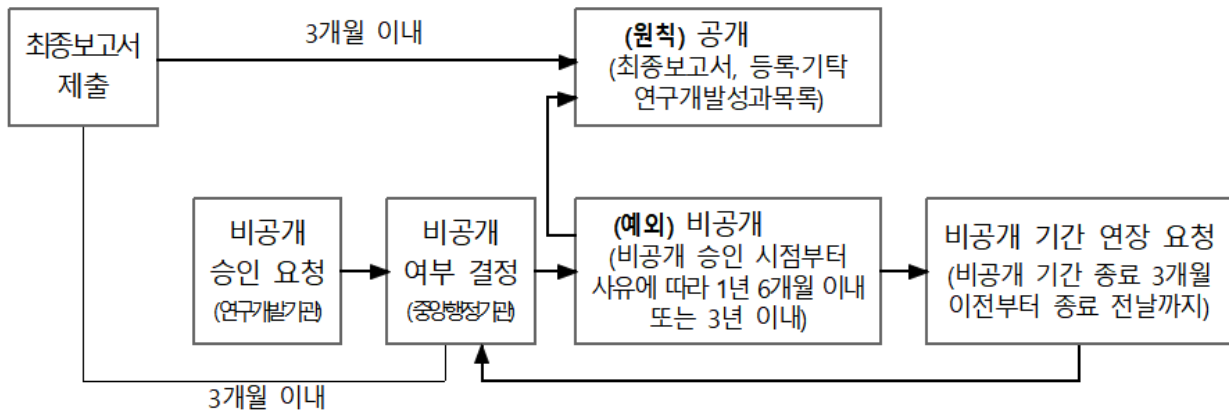 최종보고서
제출
3개월 이내
(원칙) 공개
(최종보고서, 등록·기탁
연구개발성과목록)
비공개
승인 요청
(연구개발기관)
비공개
여부 결정
(중앙행정기관)
(예외) 비공개
(비공개 승인 시점부터
사유에 따라 1년 6개월 이내
또는 3년 이내)
비공개 기간 연장 요청
(비공개 기간 종료 3개월
이전부터 종료 전날까지)
3개월 이내